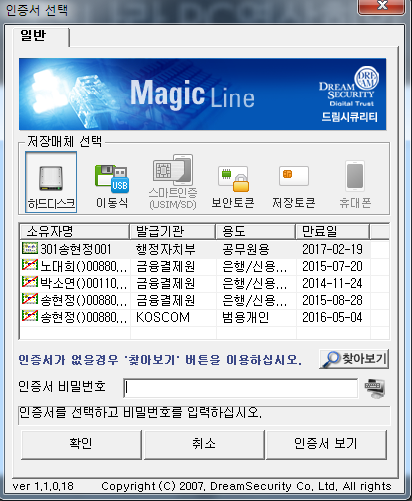 인증서 선택
일반
Magic Line
DREAM
SECURITY
Digital Trust
드림시큐리티
저장매체 선택
하드디스크
이동식
스마트인증
(USIM/SD)
보안토큰
저장토큰
휴대폰
소유자명 발급기관 용도 만료일
301송현정001 행정자치부 공무원용 2017-02-19
노대희()00880... 금융결제원 은행/신용... 2015-07-20
박소연()00110... 금융결제원 은행/신용... 2014-11-24
송현정()00880... 금융결제원 은행/신용... 2015-08-28
송현정()00880... KOSCOM 범용개인 2016-05-04
인증서가 없을경우 '찾아보기' 버튼을 이용하십시오. 찾아보기
인증서 비밀번호
인증서를 선택하고 비밀번호를 입력하십시오.
확인 취소 인증서 보기
ver 1,1,0,18 Copyright (C) 2007, DreamSecurity Co, Ltd, All rights